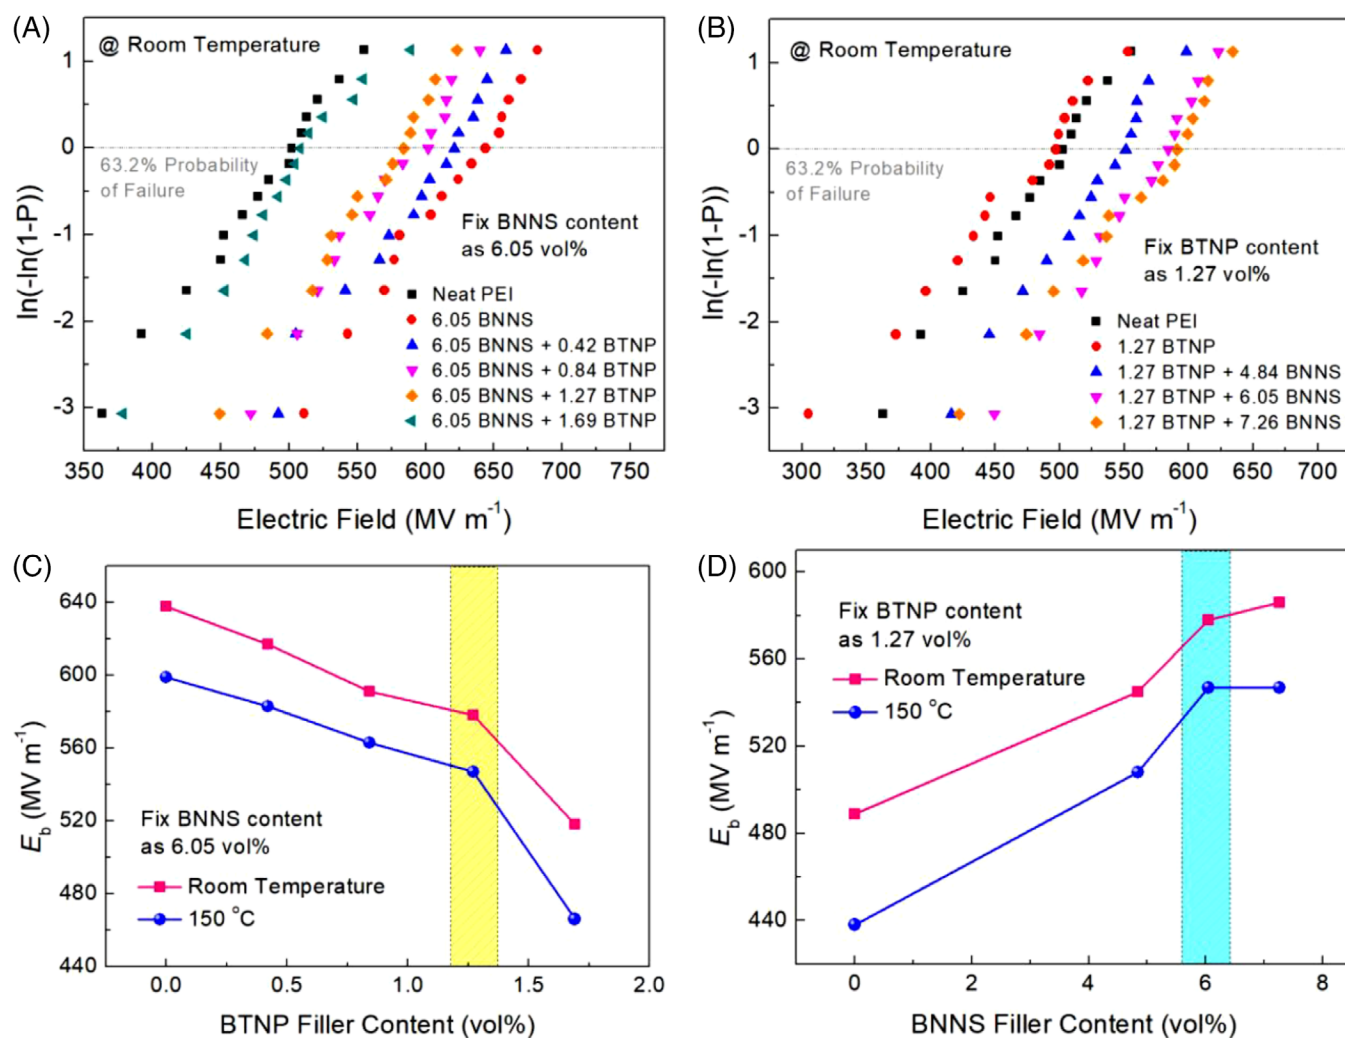 (A)
@ Room Temperature
63.2% Probability
of Failure
Fix BNNS content
as 6.05 vol%
Neat PEI
6.05 BNNS
6.05 BNNS + 0.42 BTNP
6.05 BNNS + 0.84 BTNP
6.05 BNNS + 1.27 BTNP
6.05 BNNS + 1.69 BTNP
ln(-ln(1-P))
1
0
-1
-2
-3
350 400 450 500 550 600 650 700 750
Electric Field (MV m⁻¹)
(B)
@ Room Temperature
63.2% Probability
of Failure
Fix BTNP content
as 1.27 vol%
Neat PEI
1.27 BTNP
1.27 BTNP + 4.84 BNNS
1.27 BTNP + 6.05 BNNS
1.27 BTNP + 7.26 BNNS
ln(-ln(1-P))
1
0
-1
-2
-3
300 350 400 450 500 550 600 650 700
Electric Field (MV m⁻¹)
(C)
640
600
560
520
480
440
E_b (MV m⁻¹)
Fix BNNS content
as 6.05 vol%
Room Temperature
150 °C
0.0 0.5 1.0 1.5 2.0
BTNP Filler Content (vol%)
(D)
600
560
520
480
440
E_b (MV m⁻¹)
Fix BTNP content
as 1.27 vol%
Room Temperature
150 °C
0 2 4 6 8
BNNS Filler Content (vol%)